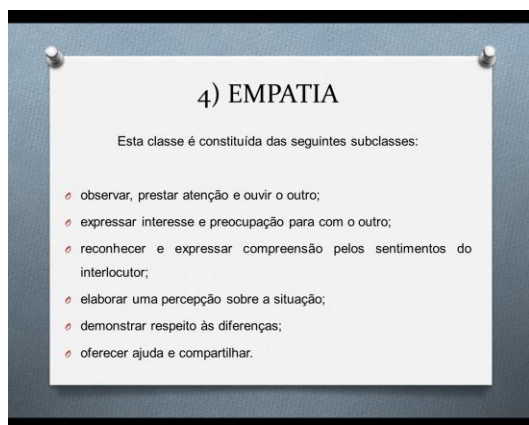 4) EMPATIA
Esta classe é constituída das seguintes subclasses:
observar, prestar atenção e ouvir o outro;
expressar interesse e preocupação para com o outro;
reconhecer e expressar compreensão pelos sentimentos do
interlocutor;
elaborar uma percepção sobre a situação;
demonstrar respeito às diferenças;
oferecer ajuda e compartilhar.